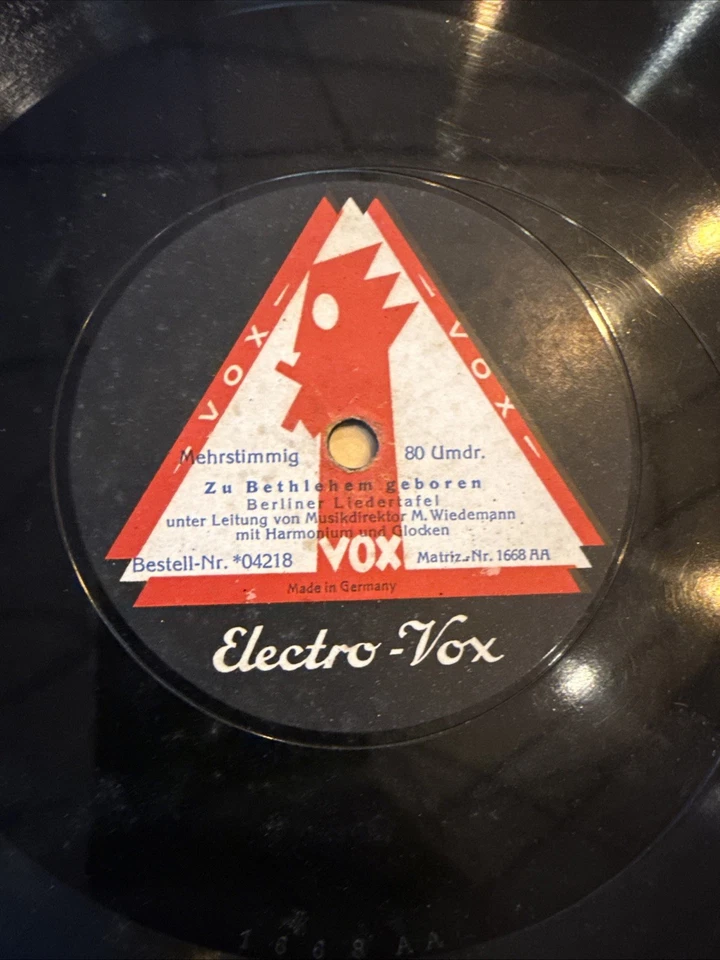 — VOX —
— VOX —
Mehrstimmig 80 Umdr.
Zu Bethlehem geboren
Berliner Liedertafel
unter Leitung von Musikdirektor M. Wiedemann
mit Harmonium und Glocken
VOX
Bestell-Nr. *04218 Matriz.-Nr. 1668 AA
Made in Germany
Electro-Vox
1668 AA